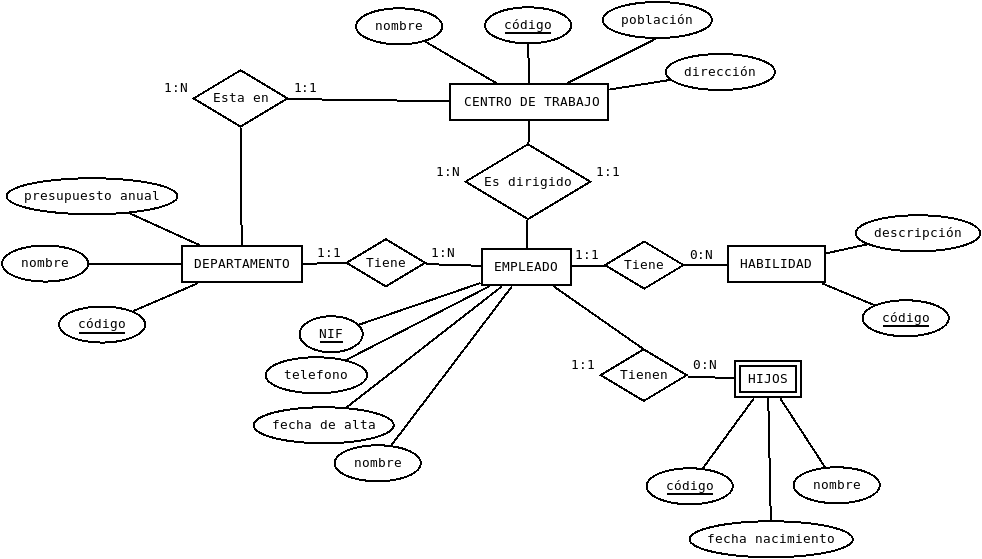 nombre
código
población
dirección
1:N
Esta en
1:1
CENTRO DE TRABAJO
1:N
Es dirigido
1:1
presupuesto anual
nombre
código
DEPARTAMENTO
1:1
Tiene
1:N
EMPLEADO
1:1
Tiene
0:N
HABILIDAD
descripción
código
NIF
telefono
fecha de alta
nombre
1:1
Tienen
0:N
HIJOS
código
nombre
fecha nacimiento